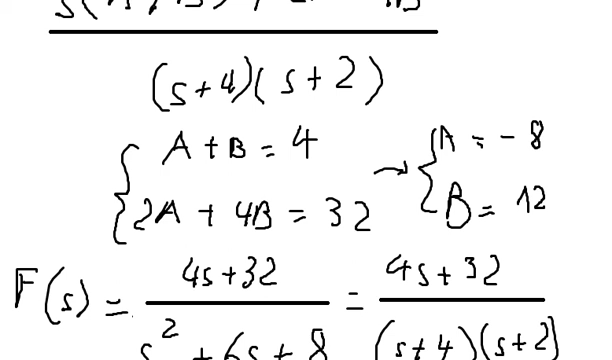 (s+4)(s+2)
A + B = 4 → A = - 8
2A + 4B = 32 B = 12
F(s) = 4s+32 / s² + 6s + 8 = 4s+32 / (s+4)(s+2)